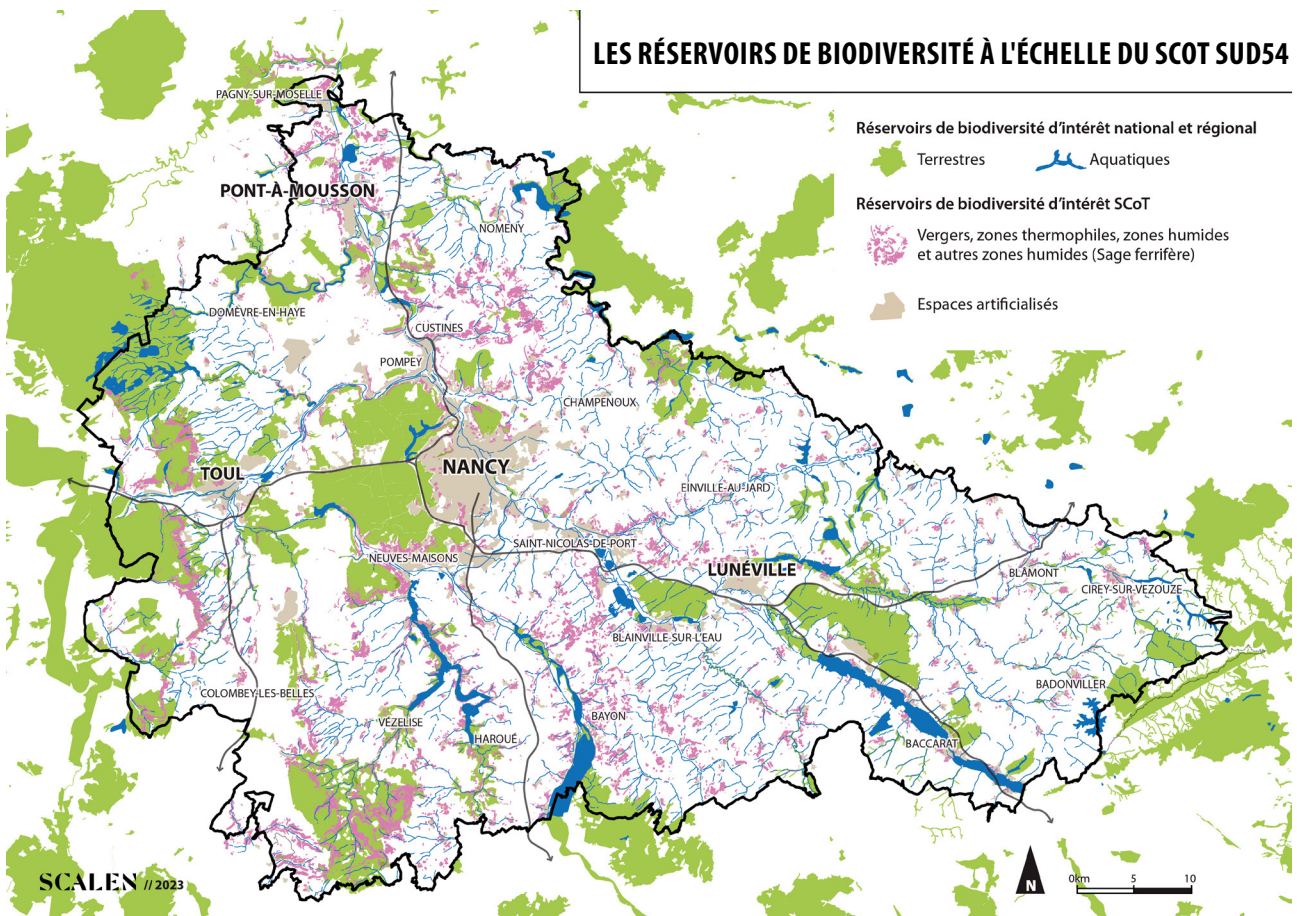 LES RÉSERVOIRS DE BIODIVERSITÉ À L'ÉCHELLE DU SCOT SUD54
Réservoirs de biodiversité d'intérêt national et régional
Terrestres
Aquatiques
Réservoirs de biodiversité d'intérêt SCoT
Vergers, zones thermophiles, zones humides
et autres zones humides (Sage ferrifère)
Espaces artificialisés
PAGNY-SUR-MOSELLE
PONT-À-MOUSSON
NOMENY
DOMÈVRE-EN-HAYE
CUSTINES
POMPEY
CHAMPENOUX
TOUL
NANCY
EINVILLE-AU-JARD
SAINT-NICOLAS-DE-PORT
NEUVES-MAISONS
LUNÉVILLE
BLÂMONT
CIREY-SUR-VEZOUZE
BLAINVILLE-SUR-L'EAU
BADONVILLER
COLOMBEY-LES-BELLES
VÉZELISE
HAROUÉ
BAYON
BACCARAT
SCALEN // 2023
N
0km 5 10